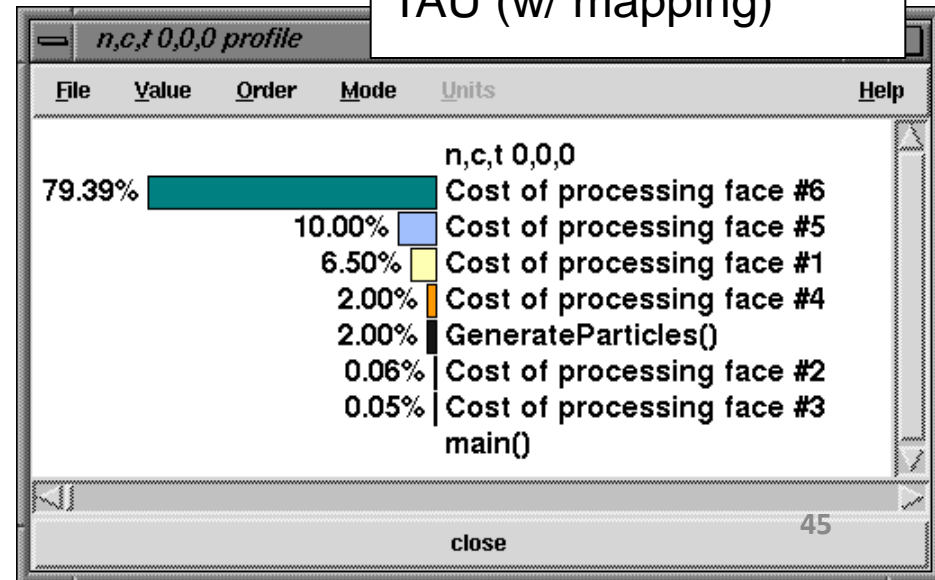 TAU (w/ mapping)
n,c,t 0,0,0 profile
File Value Order Mode Units Help
n,c,t 0,0,0
79.39% Cost of processing face #6
10.00% Cost of processing face #5
6.50% Cost of processing face #1
2.00% Cost of processing face #4
2.00% GenerateParticles()
0.06% Cost of processing face #2
0.05% Cost of processing face #3
main()
45
close